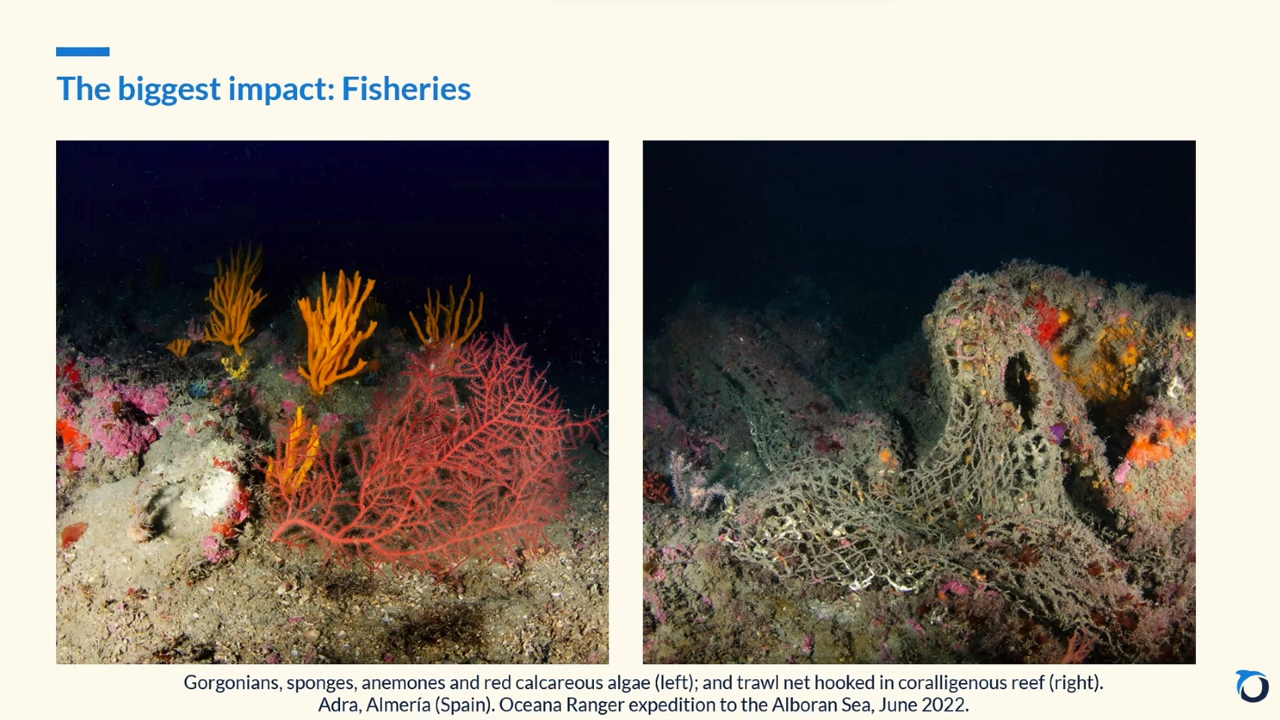 The biggest impact: Fisheries
Gorgonians, sponges, anemones and red calcareous algae (left); and trawl net hooked in coralligenous reef (right).
Adra, Almería (Spain). Oceana Ranger expedition to the Alboran Sea, June 2022.